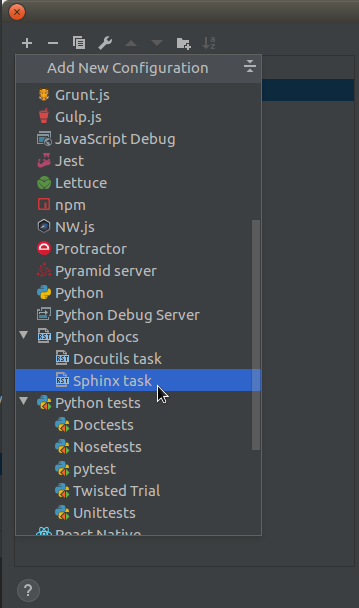 Add New Configuration
Grunt.js
Gulp.js
JavaScript Debug
Jest
Lettuce
npm
NW.js
Protractor
Pyramid server
Python
Python Debug Server
Python docs
Docutils task
Sphinx task
Python tests
Doctests
Nosetests
pytest
Twisted Trial
Unittests
React Native
?